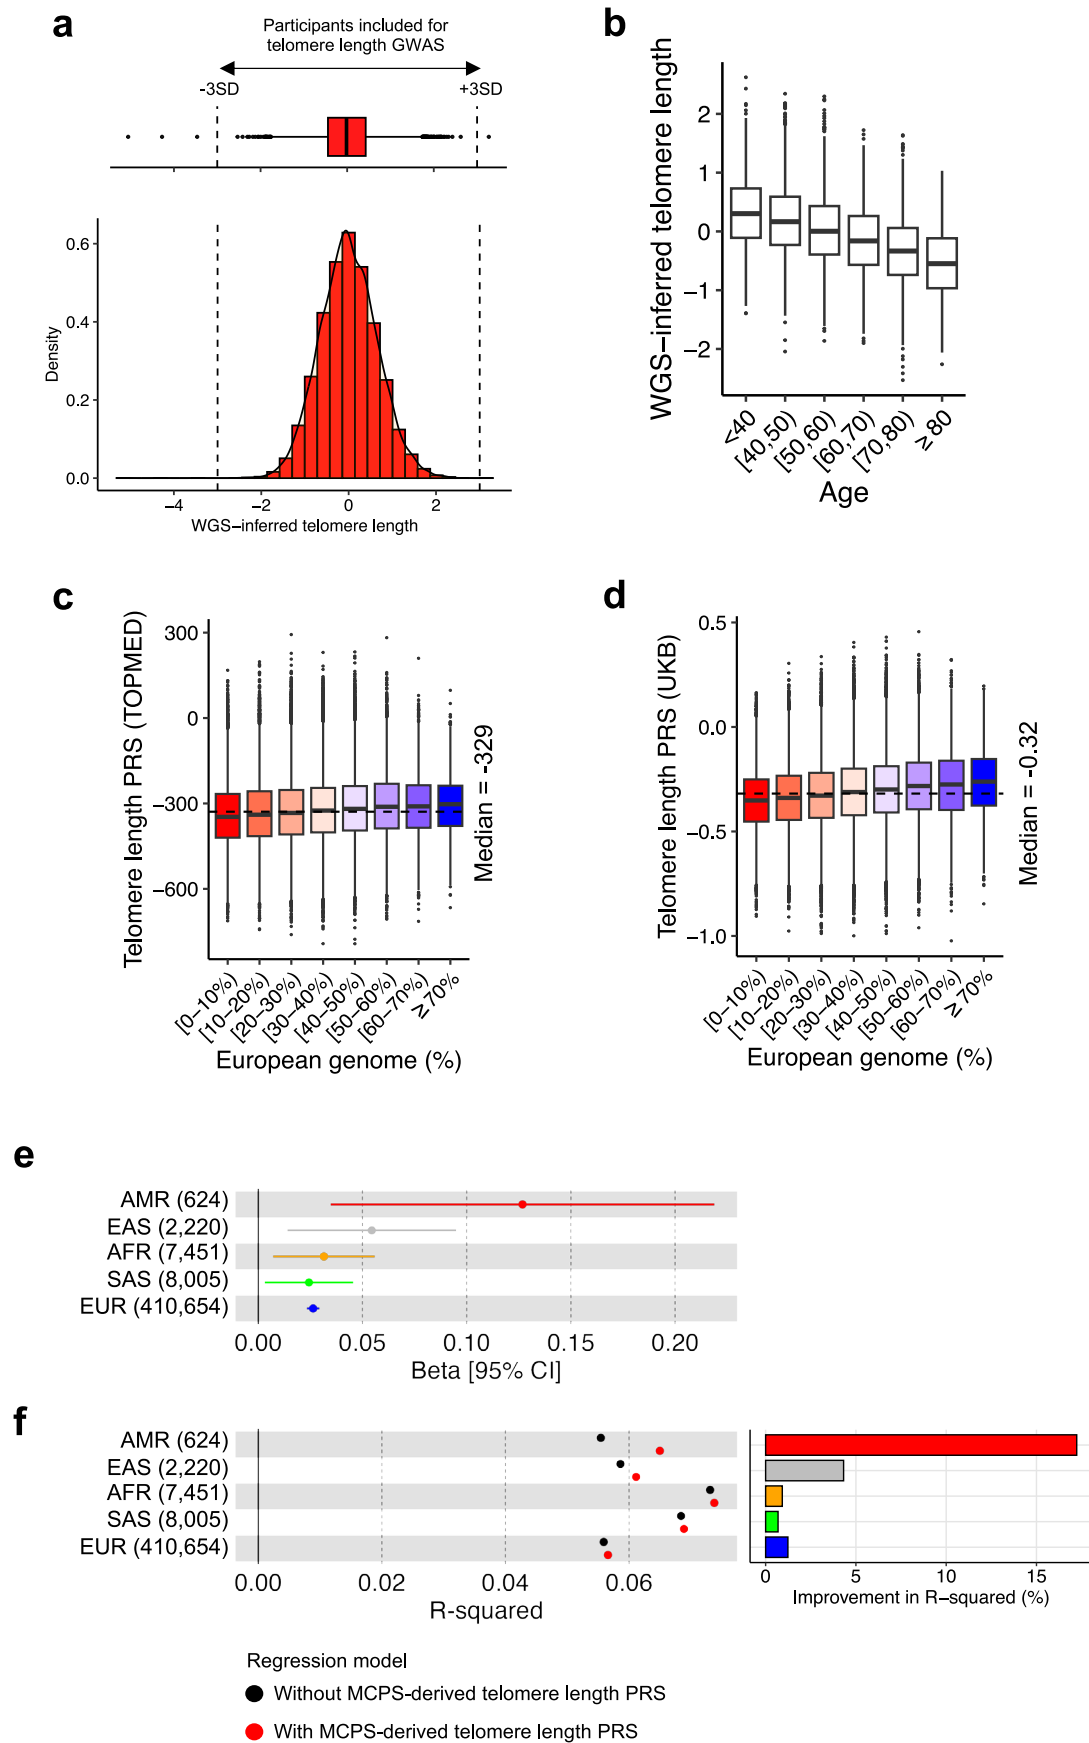 a
Participants included for
telomere length GWAS
-3SD
+3SD
Density
0.6
0.4
0.2
0.0
−4
−2
0
2
WGS−inferred telomere length
b
WGS−inferred telomere length
2
1
0
−1
−2
<40
[40,50)
[50,60)
[60,70)
[70,80)
≥ 80
Age
c
Telomere length PRS (TOPMED)
300
0
−300
−600
Median = -329
[0−10%)
[10−20%)
[20−30%)
[30−40%)
[40−50%)
[50−60%)
[60−70%)
≥ 70%
European genome (%)
d
Telomere length PRS (UKB)
0.5
0.0
−0.5
−1.0
Median = -0.32
[0−10%)
[10−20%)
[20−30%)
[30−40%)
[40−50%)
[50−60%)
[60−70%)
≥ 70%
European genome (%)
e
AMR (624)
EAS (2,220)
AFR (7,451)
SAS (8,005)
EUR (410,654)
0.00
0.05
0.10
0.15
0.20
Beta [95% CI]
f
AMR (624)
EAS (2,220)
AFR (7,451)
SAS (8,005)
EUR (410,654)
0.00
0.02
0.04
0.06
R-squared
0
5
10
15
Improvement in R−squared (%)
Regression model
Without MCPS-derived telomere length PRS
With MCPS-derived telomere length PRS